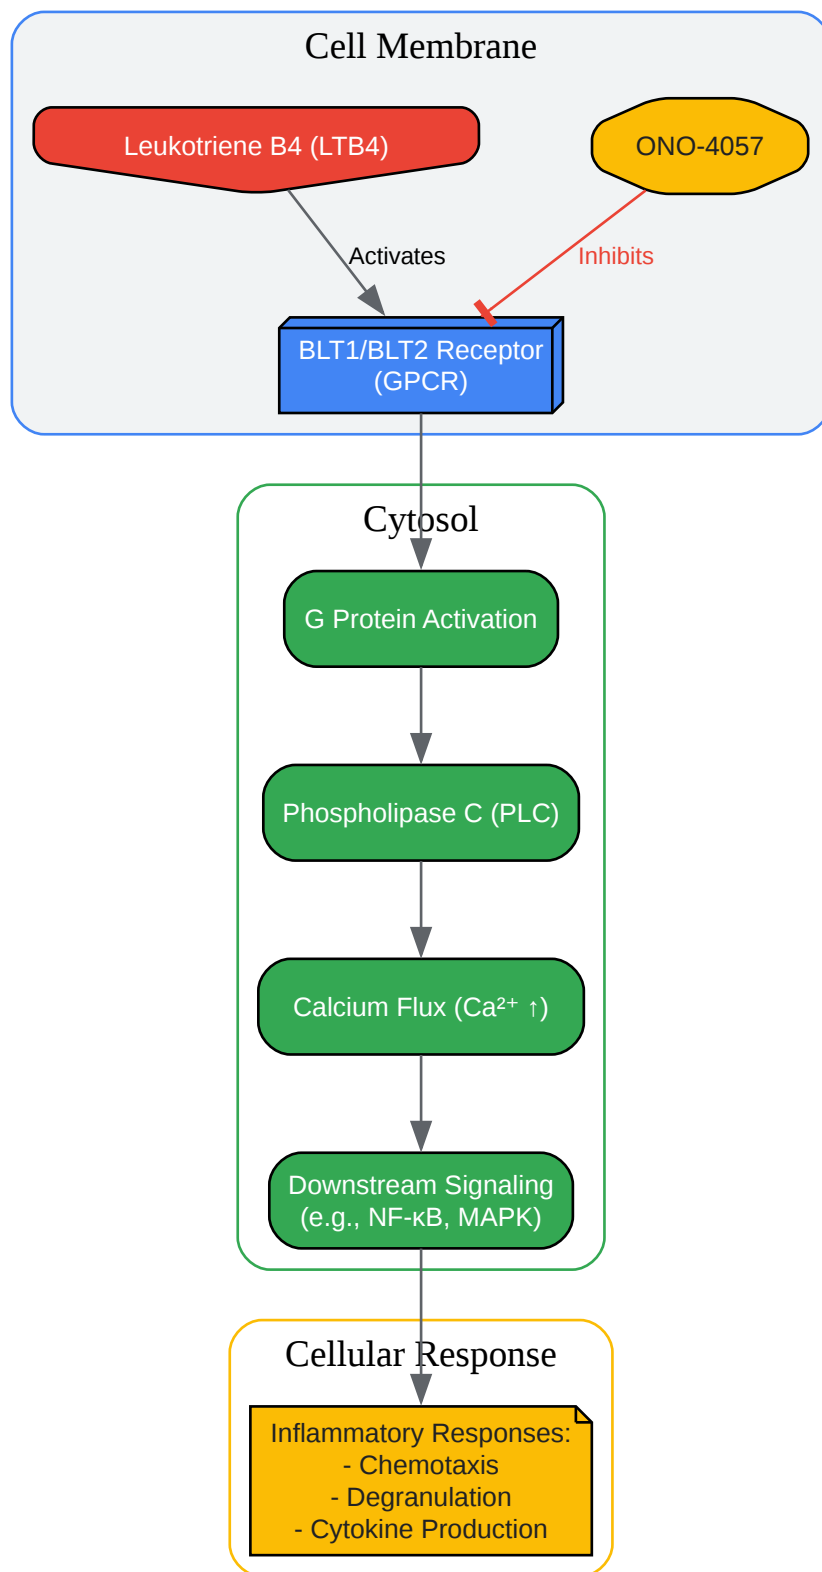 Cell Membrane
Leukotriene B4 (LTB4)
ONO-4057
Activates
Inhibits
BLT1/BLT2 Receptor
(GPCR)
Cytosol
G Protein Activation
Phospholipase C (PLC)
Calcium Flux (Ca²⁺ ↑)
Downstream Signaling
(e.g., NF-κB, MAPK)
Cellular Response
Inflammatory Responses:
- Chemotaxis
- Degranulation
- Cytokine Production